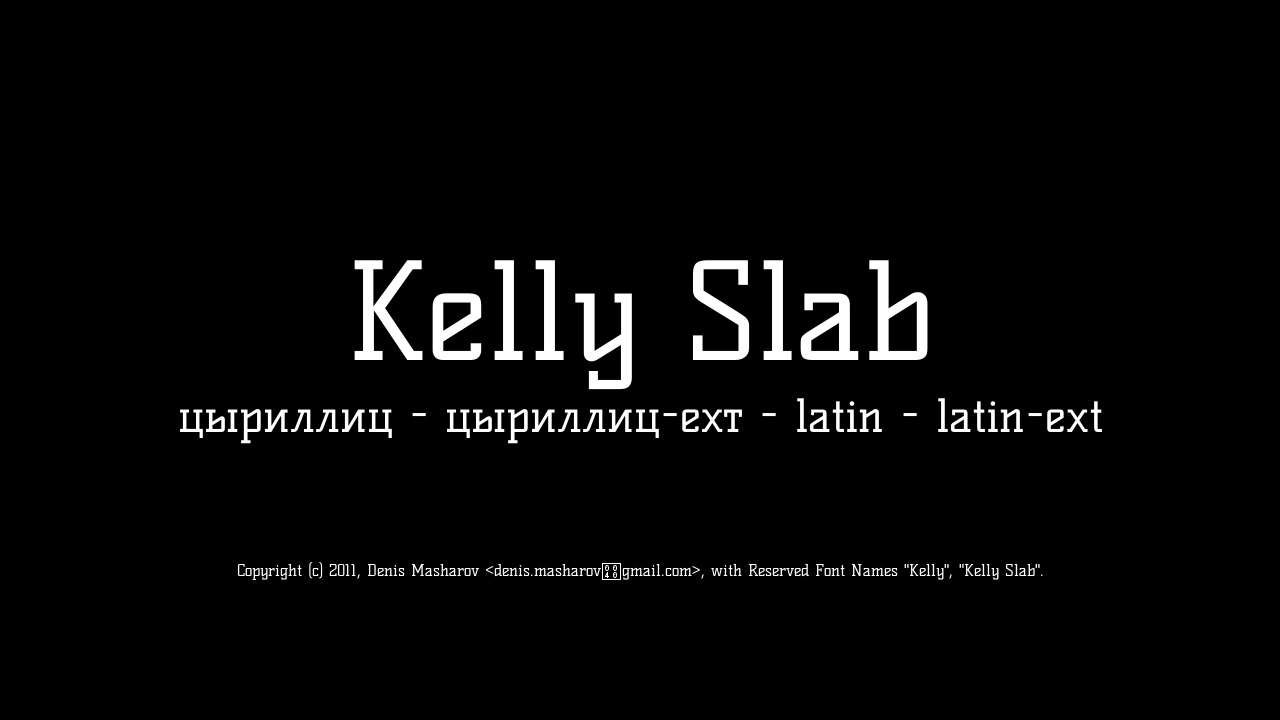 Kelly Slab
цыриллиц - цыриллиц-ехт - latin - latin-ext
Copyright (c) 2011, Denis Masharov <denis.masharov�gmail.com>, with Reserved Font Names "Kelly", "Kelly Slab".